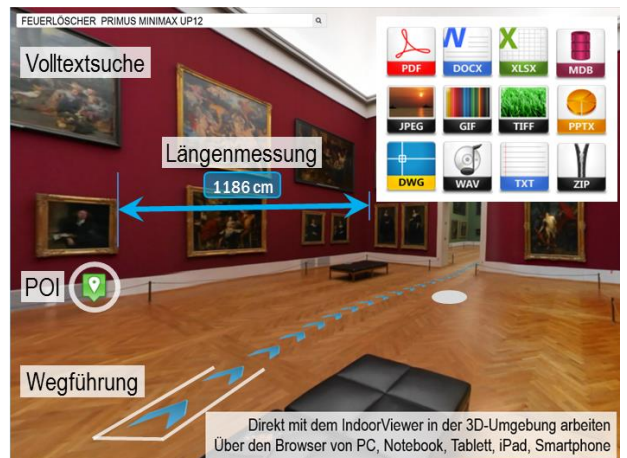 FEUERLÖSCHER PRIMUS MINIMAX UP12
Volltextsuche
PDF
DOCX
XLSX
MDB
JPEG
GIF
TIFF
PPTX
DWG
WAV
TXT
ZIP
Längenmessung
1186 cm
POI
Wegführung
Direkt mit dem IndoorViewer in der 3D-Umgebung arbeiten
Über den Browser von PC, Notebook, Tablett, iPad, Smartphone